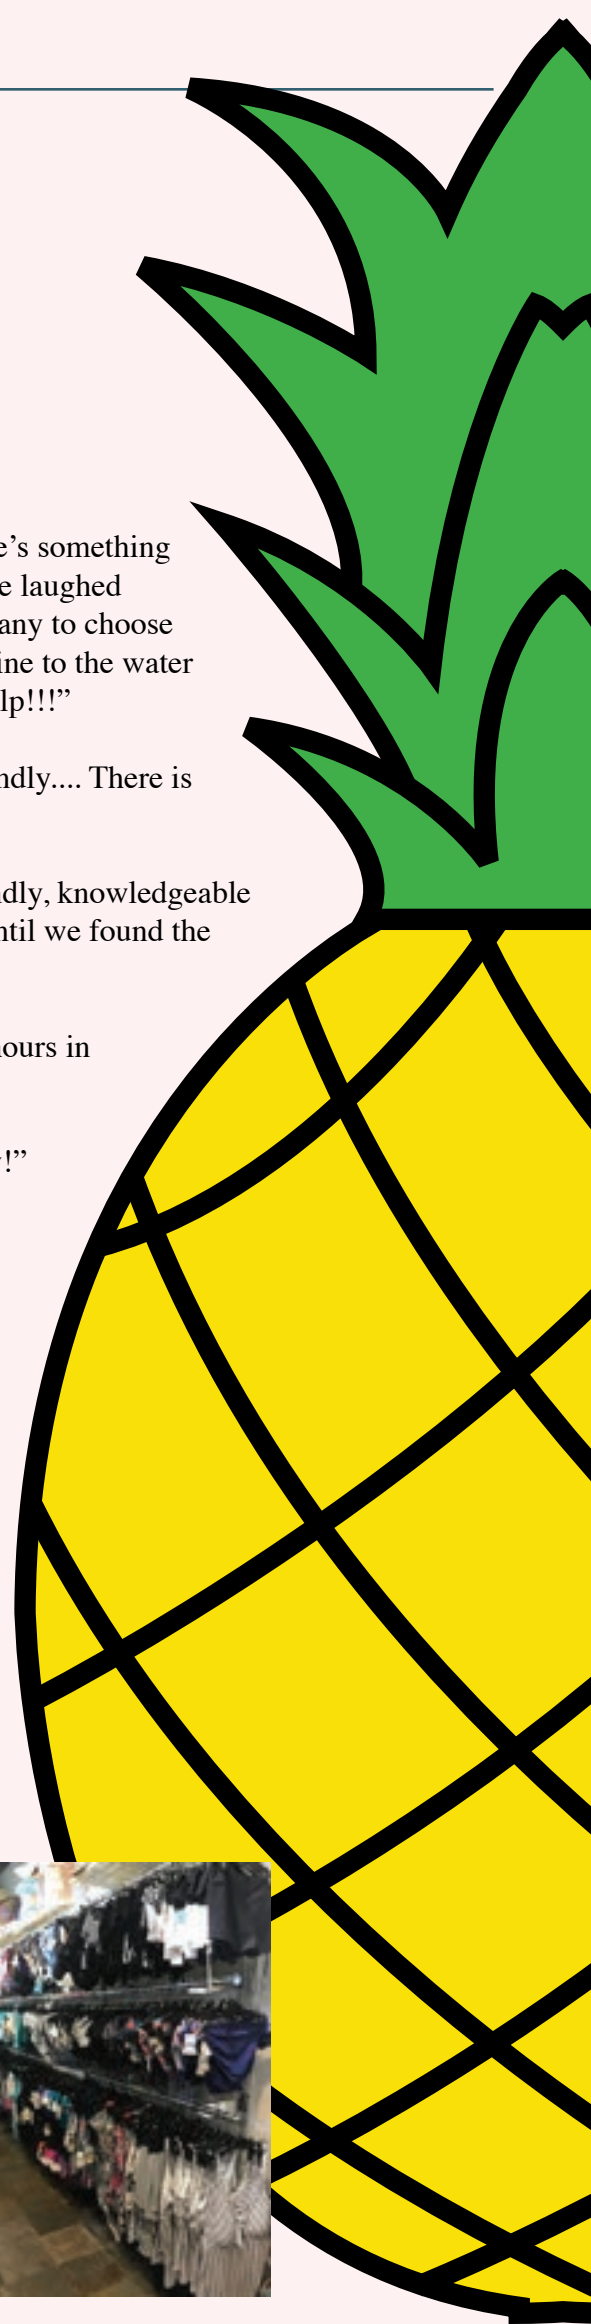 e’s something
e laughed
any to choose
ine to the water
lp!!!”
ndly.... There is
dly, knowledgeable
ntil we found the
ours in
!”